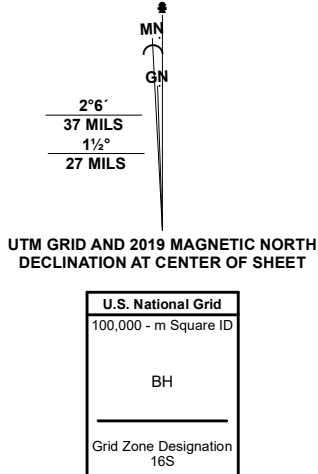 MN
GN
2°6´
37 MILS
1½°
27 MILS
UTM GRID AND 2019 MAGNETIC NORTH
DECLINATION AT CENTER OF SHEET
U.S. National Grid
100,000 - m Square ID
BH
Grid Zone Designation
16S